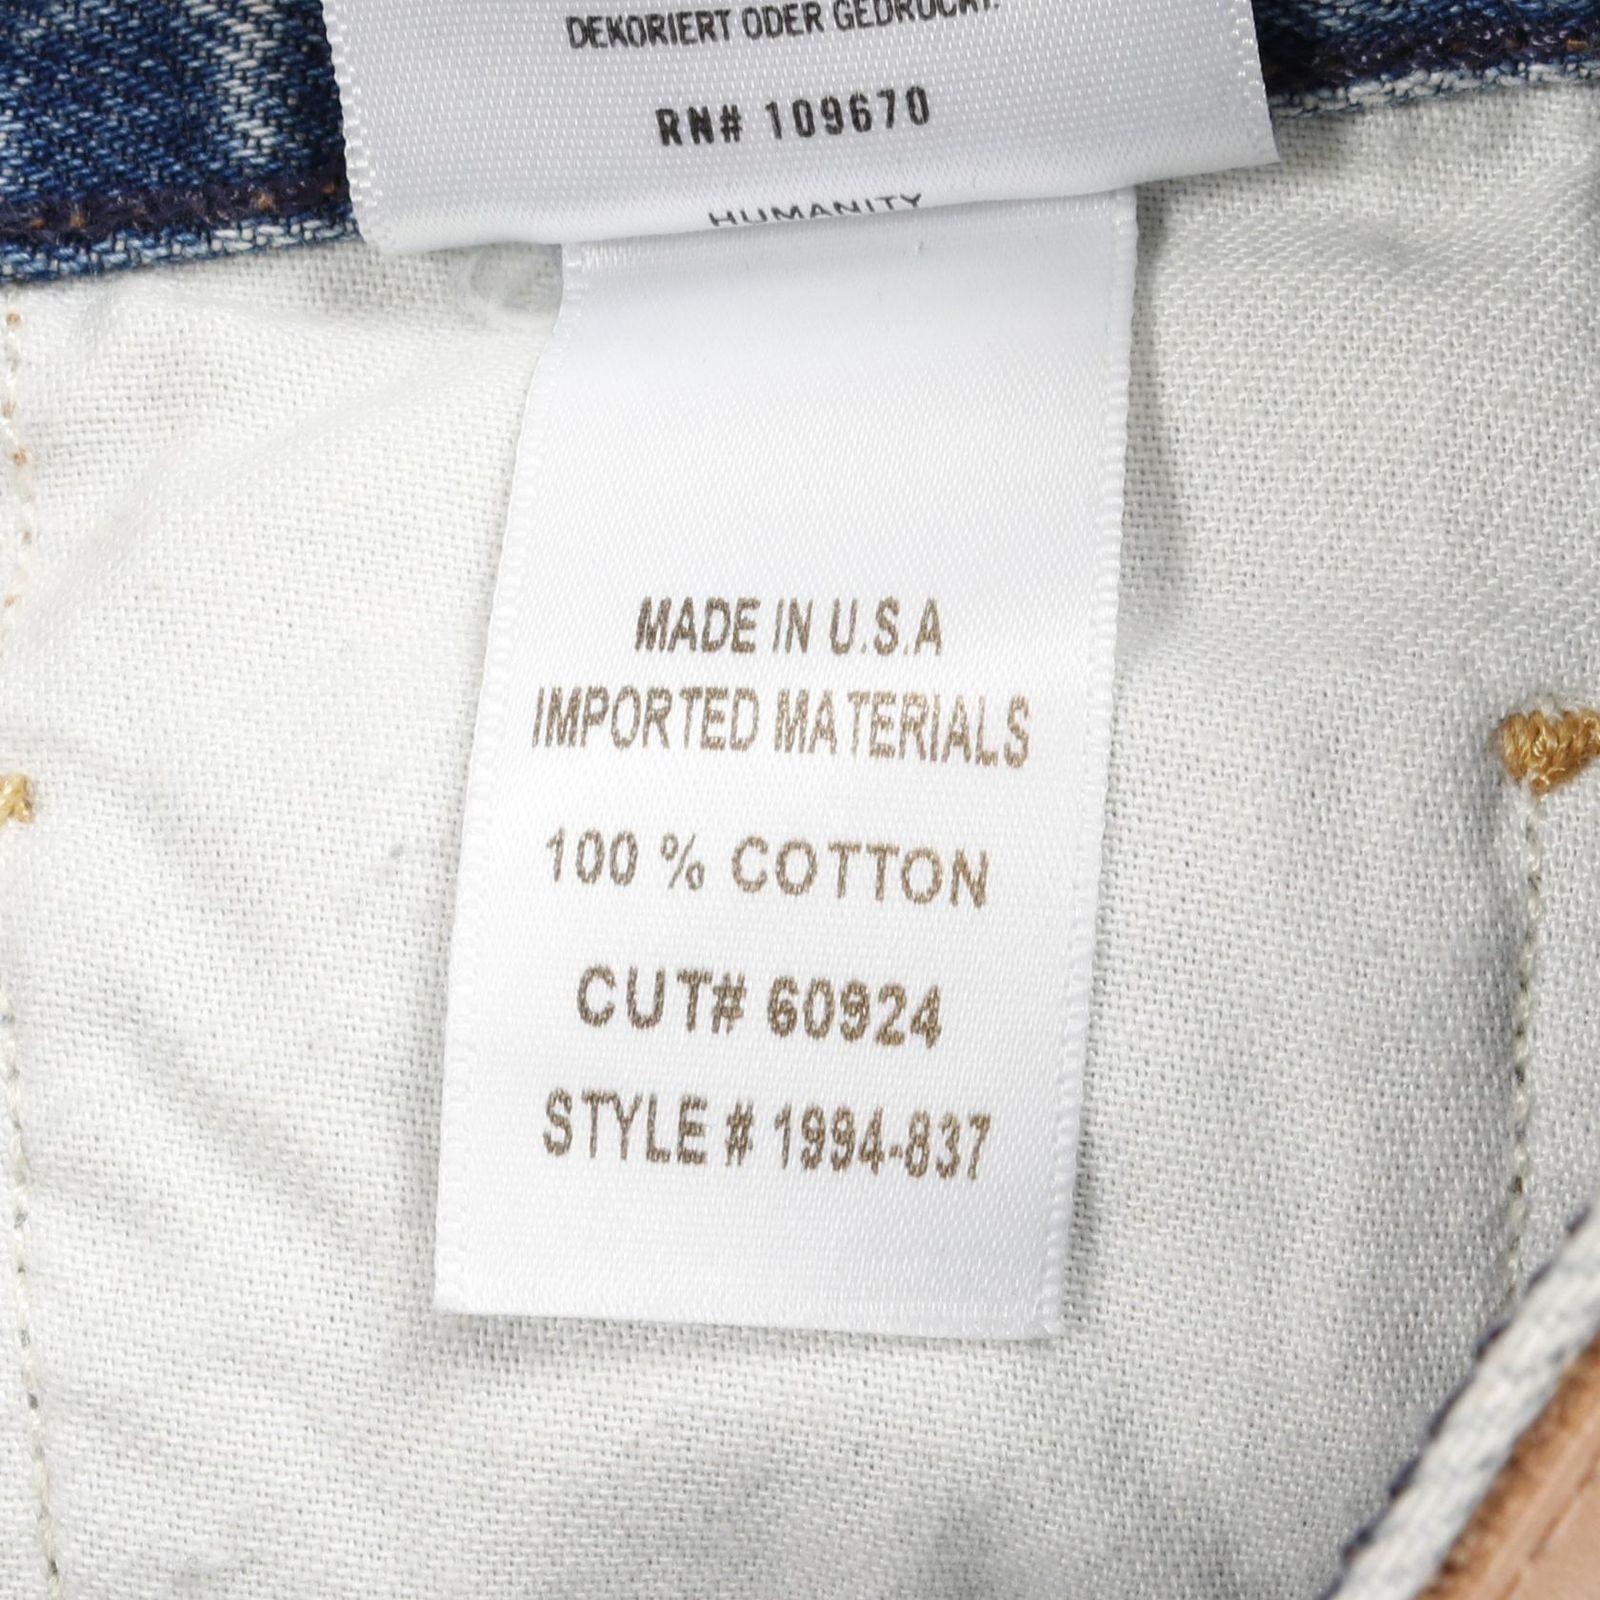 DEKORIERT ODER GEDRUCKT.
RN# 109670
HUMANITY
MADE IN U.S.A
IMPORTED MATERIALS
100 % COTTON
CUT# 60924
STYLE # 1994-837